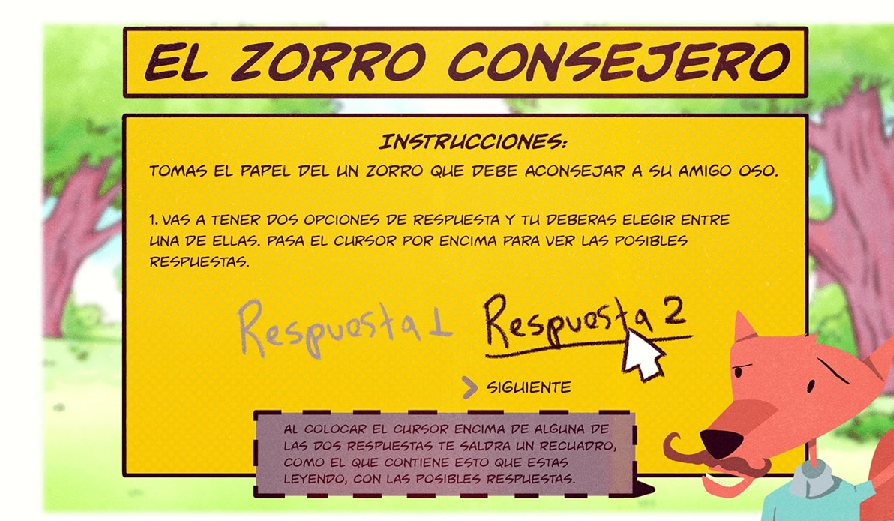 EL ZORRO CONSEJERO
INSTRUCCIONES:
TOMAS EL PAPEL DEL UN ZORRO QUE DEBE ACONSEJAR A SU AMIGO OSO.
1. VAS A TENER DOS OPCIONES DE RESPUESTA Y TU DEBERAS ELEGIR ENTRE
UNA DE ELLAS. PASA EL CURSOR POR ENCIMA PARA VER LAS POSIBLES
RESPUESTAS.
Respuesta 1 Respuesta 2
SIGUIENTE
AL COLOCAR EL CURSOR ENCIMA DE ALGUNA DE
LAS DOS RESPUESTAS TE SALDRA UN RECUADRO,
COMO EL QUE CONTIENE ESTO QUE ESTAS
LEYENDO, CON LAS POSIBLES RESPUESTAS.